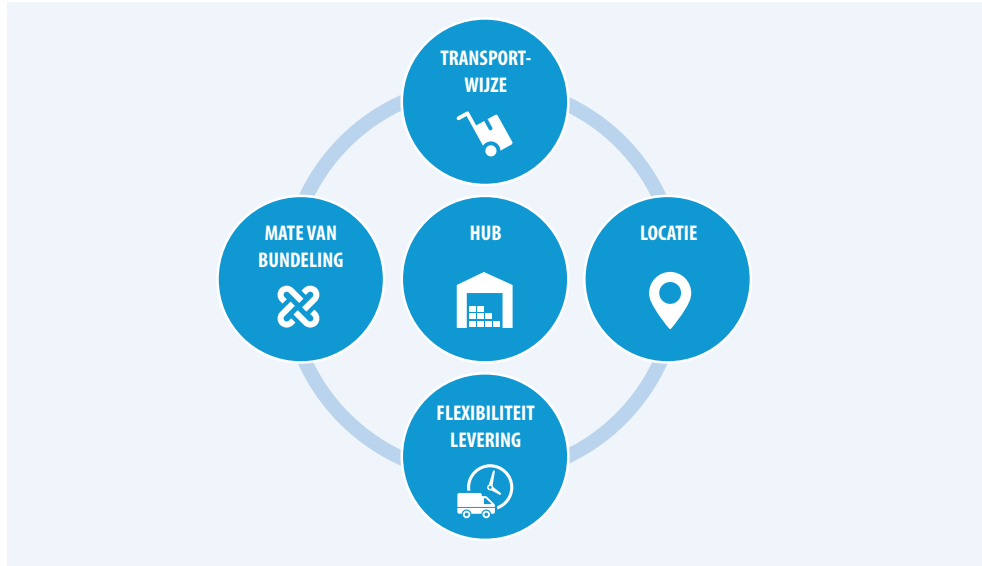 TRANSPORT-
WIJZE
MATE VAN
BUNDELING
HUB
LOCATIE
FLEXIBILITEIT
LEVERING